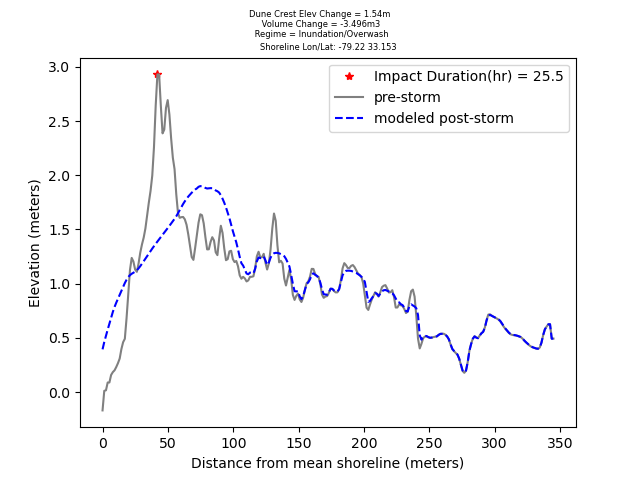 Dune Crest Elev Change = 1.54m
Volume Change = -3.496m3
Regime = Inundation/Overwash
Shoreline Lon/Lat: -79.22 33.153
Impact Duration(hr) = 25.5
pre-storm
modeled post-storm
Elevation (meters)
3.0
2.5
2.0
1.5
1.0
0.5
0.0
0 50 100 150 200 250 300 350
Distance from mean shoreline (meters)